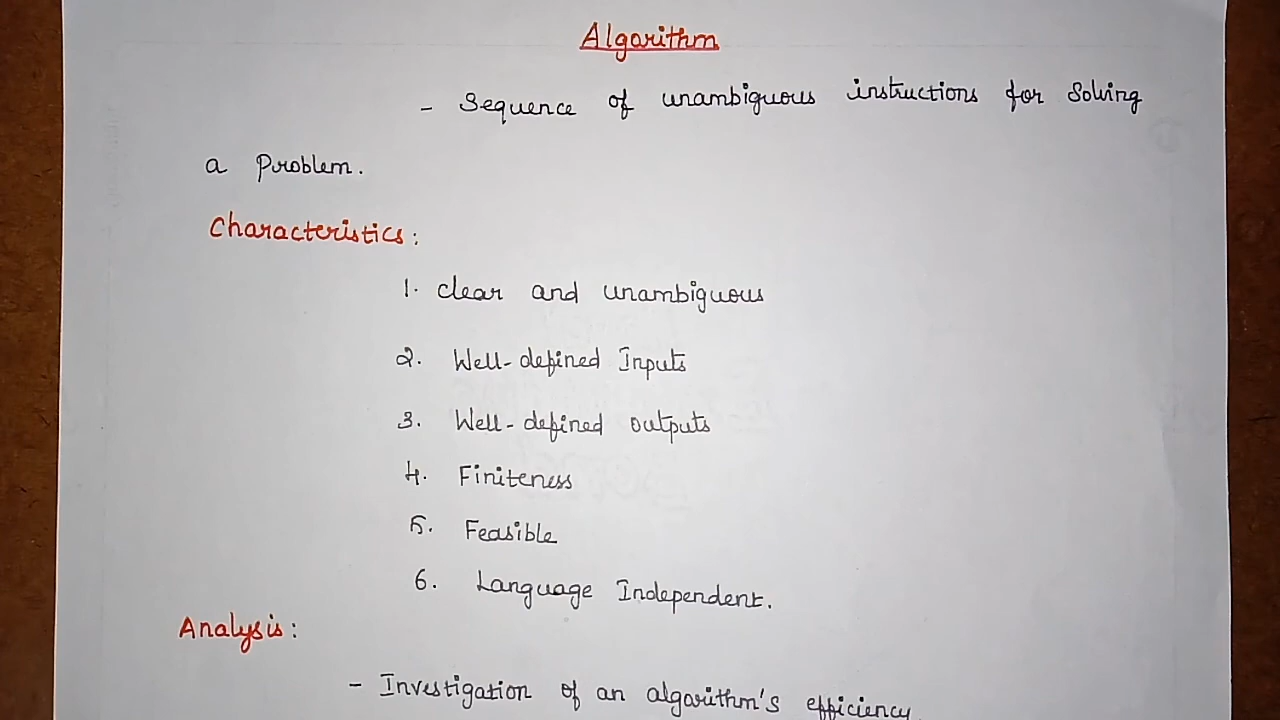 Algorithm
- Sequence of unambiguous instructions for Solving
a Problem.
Characteristics:
1. clear and unambiguous
2. Well-defined Inputs
3. Well-defined outputs
4. Finiteness
5. Feasible
6. Language Independent.
Analysis:
- Investigation of an algorithm's efficiency.